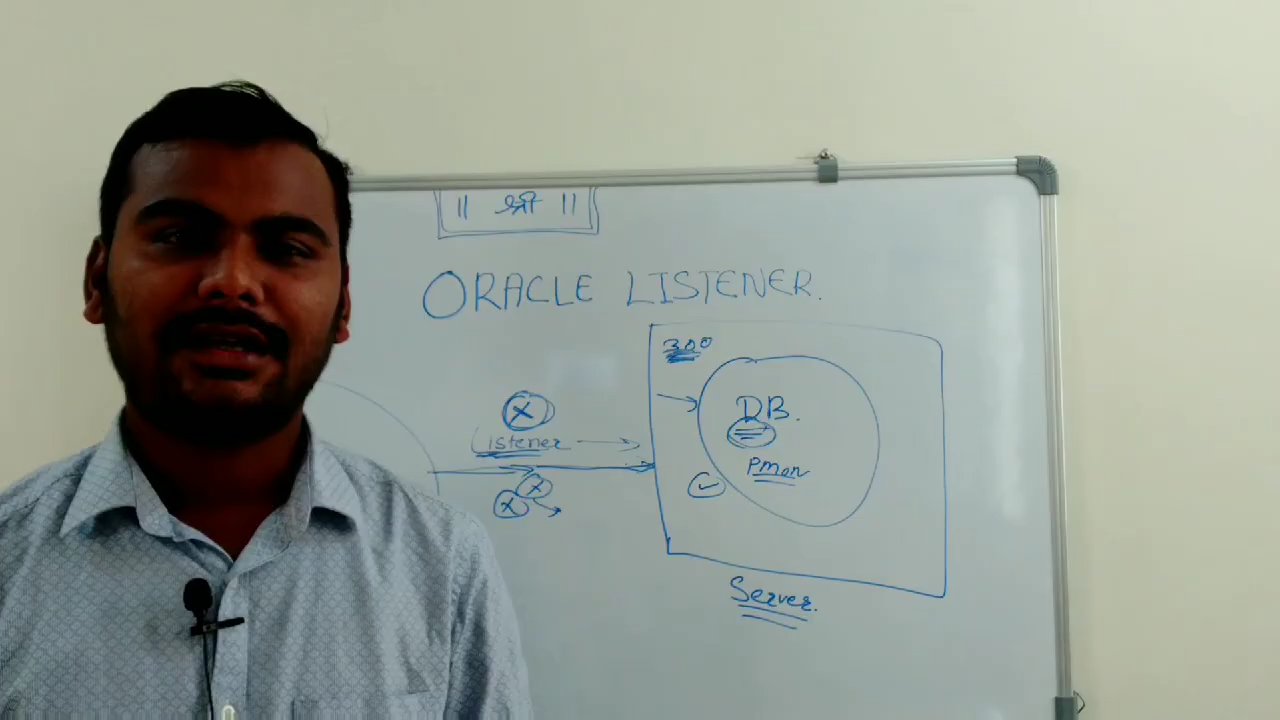 ॥ श्री ॥
ORACLE LISTENER.
300
DB.
Listener
Pmon
Server.